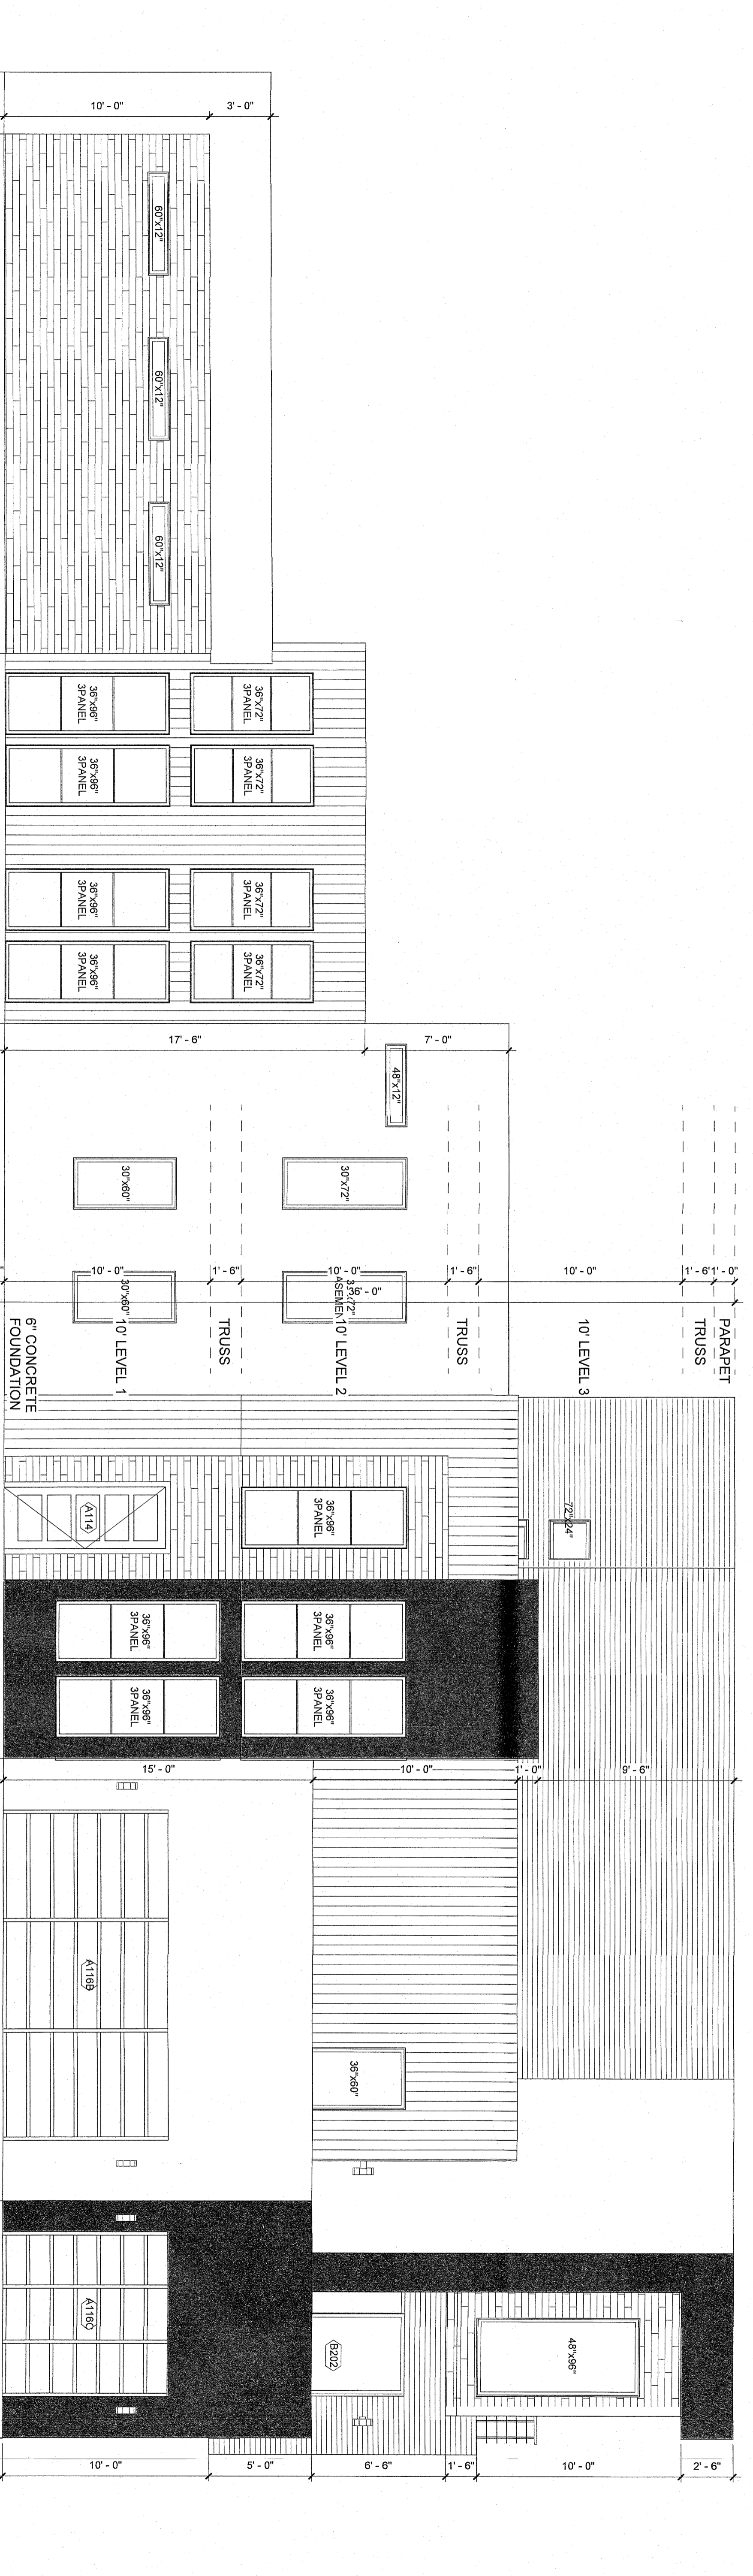 10' - 0"
3' - 0"
60"x12"
60"x12"
60"x12"
36"x72"
3PANEL
36"x96"
3PANEL
36"x72"
3PANEL
36"x96"
3PANEL
36"x72"
3PANEL
36"x96"
3PANEL
36"x72"
3PANEL
36"x96"
3PANEL
17' - 6"
7' - 0"
48"x12"
30"x72"
30"x60"
10' - 0"
1' - 6"
10' - 0"
1' - 6"
10' - 0"
1' - 6"
1' - 0"
30"x60"
36' - 0"
PARAPET
TRUSS
10' LEVEL 3
TRUSS
10' LEVEL 2
TRUSS
10' LEVEL 1
6" CONCRETE
FOUNDATION
72"x24"
36"x96"
3PANEL
A114
36"x96"
3PANEL
36"x96"
3PANEL
36"x96"
3PANEL
36"x96"
3PANEL
15' - 0"
10' - 0"
1' - 0"
9' - 6"
A116B
36"x60"
A116C
B202
48"x96"
10' - 0"
5' - 0"
6' - 6"
1' - 6"
10' - 0"
2' - 6"